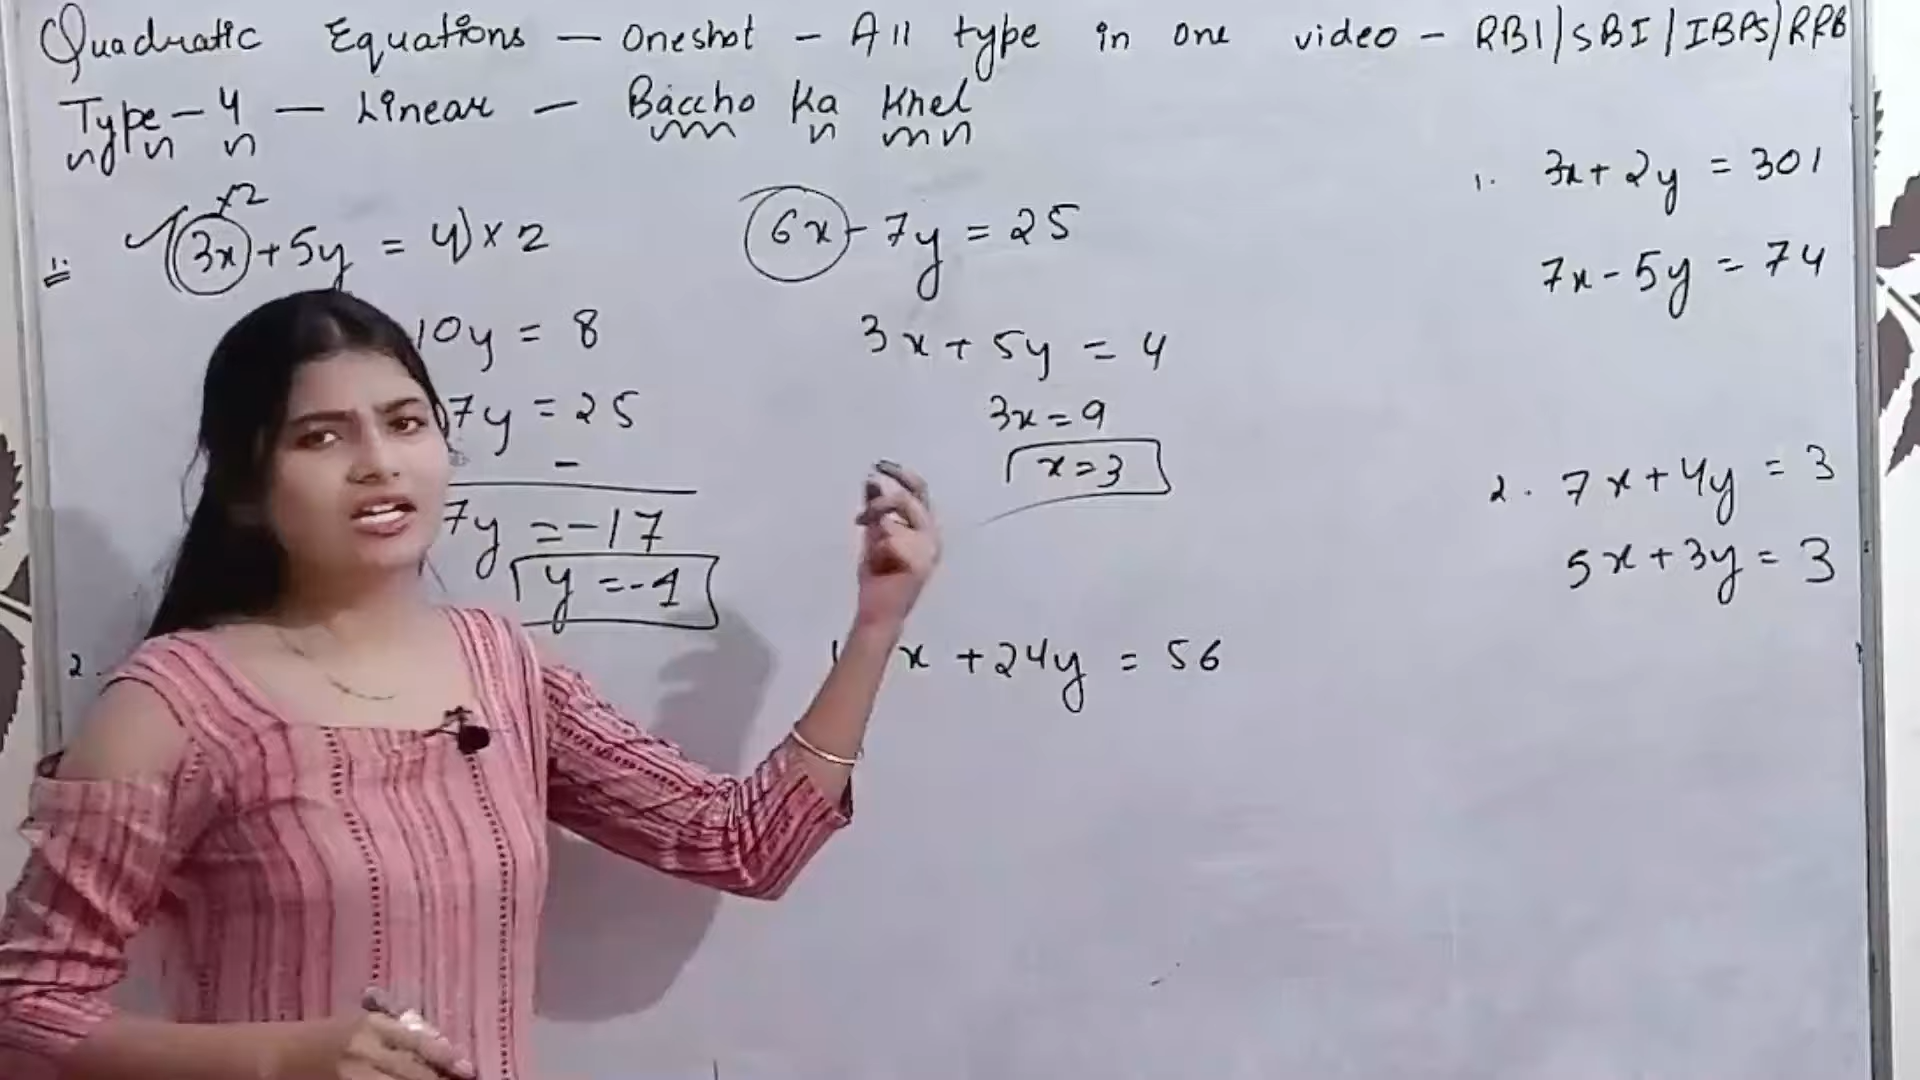 Quadratic Equations — Oneshot - All type in one video - RBI/SBI/IBPS/RRB
Type - 4 — Linear — Baccho Ka Khel
×2
1. 3x + 5y = 4) × 2
6x - 7y = 25
10y = 8
3x + 5y = 4
7y = 25
3x = 9
-
x = 3
7y = -17
y = -1
2.
x + 24y = 56
1. 3x + 2y = 301
7x - 5y = 74
2. 7x + 4y = 3
5x + 3y = 3